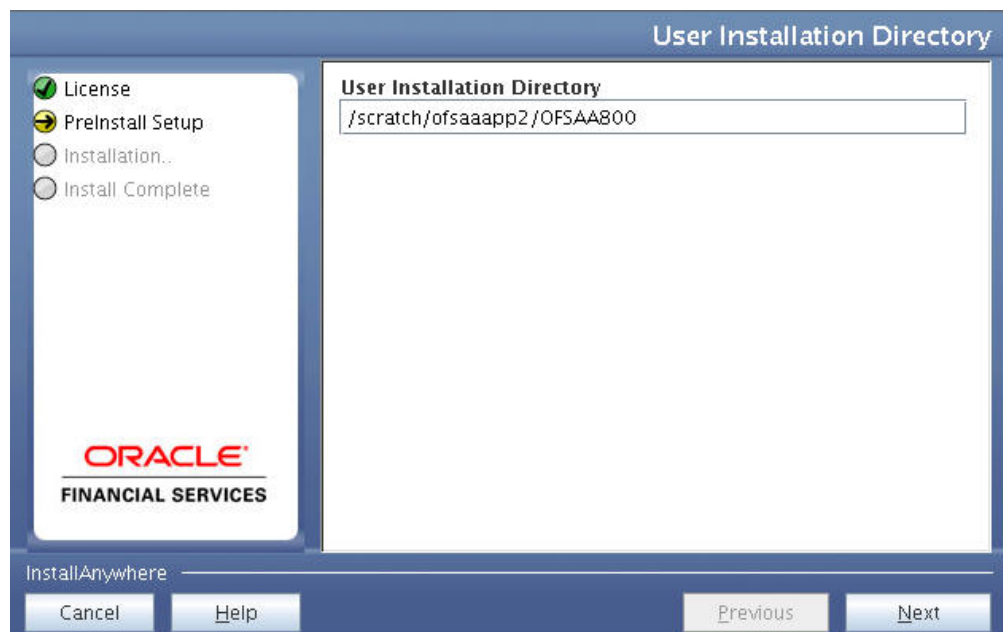 User Installation Directory
License
PreInstall Setup
Installation..
Install Complete
ORACLE
FINANCIAL SERVICES
User Installation Directory
/scratch/ofsaaapp2/OFSAA800
InstallAnywhere
Cancel
Help
Previous
Next